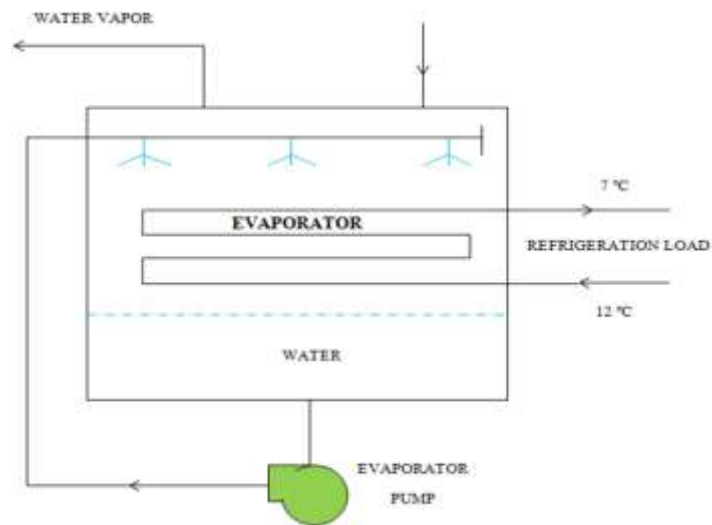 WATER VAPOR
7 °C
EVAPORATOR
REFRIGERATION LOAD
12 °C
WATER
EVAPORATOR
PUMP